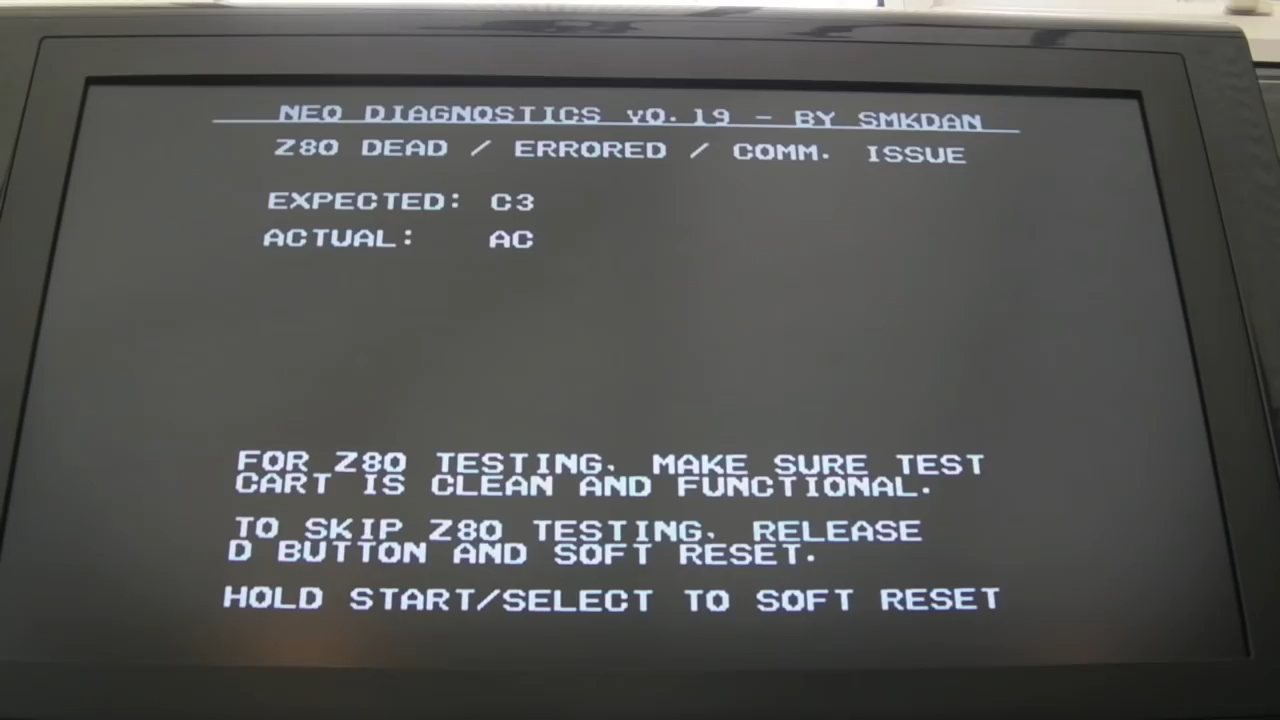 NEO DIAGNOSTICS v0.19 - BY SMKDAN
Z80 DEAD / ERRORED / COMM. ISSUE
EXPECTED: C3
ACTUAL: AC
FOR Z80 TESTING, MAKE SURE TEST
CART IS CLEAN AND FUNCTIONAL.
TO SKIP Z80 TESTING, RELEASE
D BUTTON AND SOFT RESET.
HOLD START/SELECT TO SOFT RESET